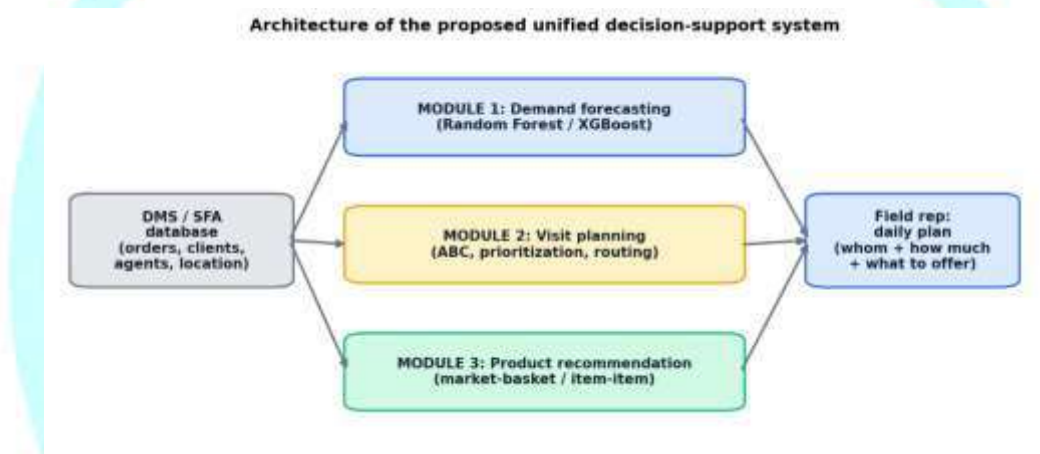 Architecture of the proposed unified decision-support system
MODULE 1: Demand forecasting
(Random Forest / XGBoost)
DMS / SFA
database
(orders, clients,
agents, location)
MODULE 2: Visit planning
(ABC, prioritization, routing)
Field rep:
daily plan
(whom + how much
+ what to offer)
MODULE 3: Product recommendation
(market-basket / item-item)